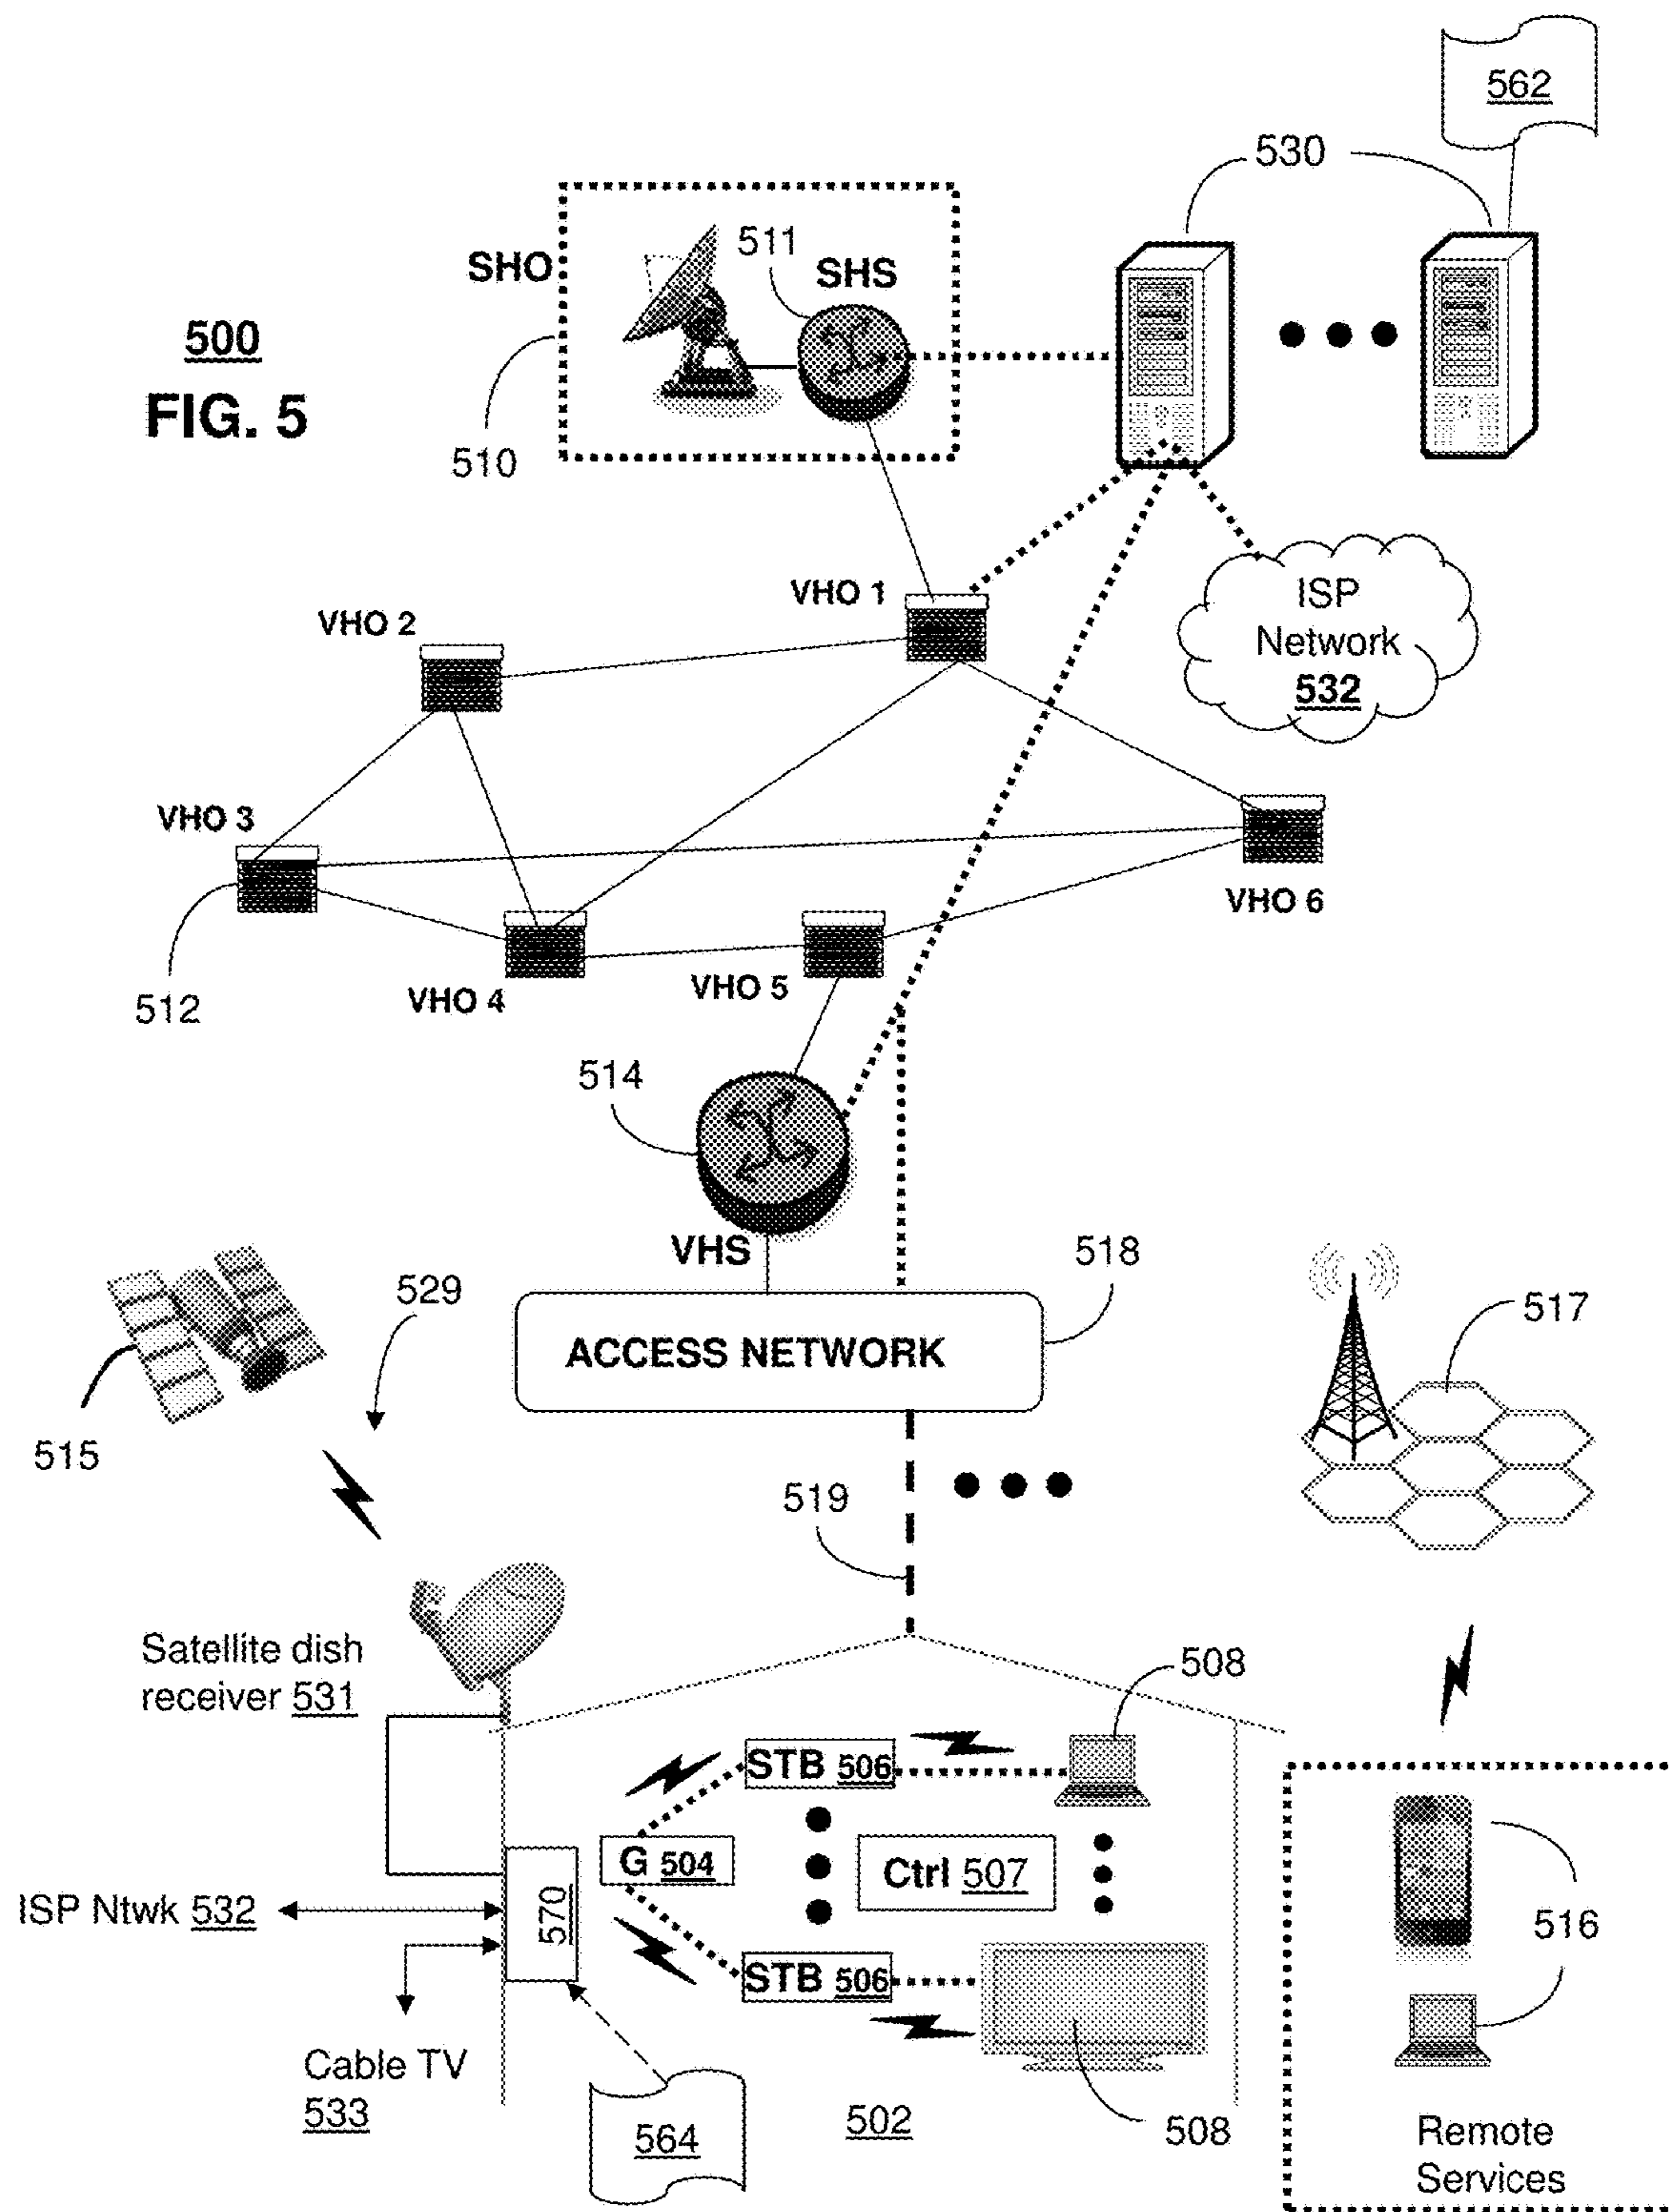 562
530
511
SHO
SHS
500
FIG. 5
510
VHO 1
ISP
Network
532
VHO 2
VHO 3
VHO 6
VHO 5
VHO 4
512
514
VHS
518
529
517
ACCESS NETWORK
515
519
Satellite dish
receiver 531
508
STB 506
G 504
Ctrl 507
570
ISP Ntwk 532
516
STB 506
Cable TV
533
564
502
508
Remote
Services